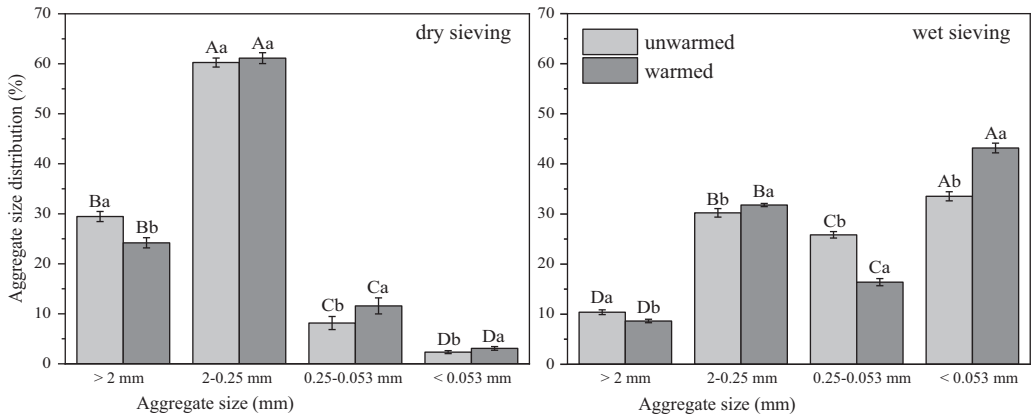 Aggregate size distribution (%)
70
60
50
40
30
20
10
0
dry sieving
Aa Aa
Ba
Bb
Cb Ca
Db Da
> 2 mm 2-0.25 mm 0.25-0.053 mm < 0.053 mm
Aggregate size (mm)
70
60
50
40
30
20
10
0
wet sieving
unwarmed
warmed
Aa
Bb Ba Ab
Cb
Ca
Da Db
> 2 mm 2-0.25 mm 0.25-0.053 mm < 0.053 mm
Aggregate size (mm)